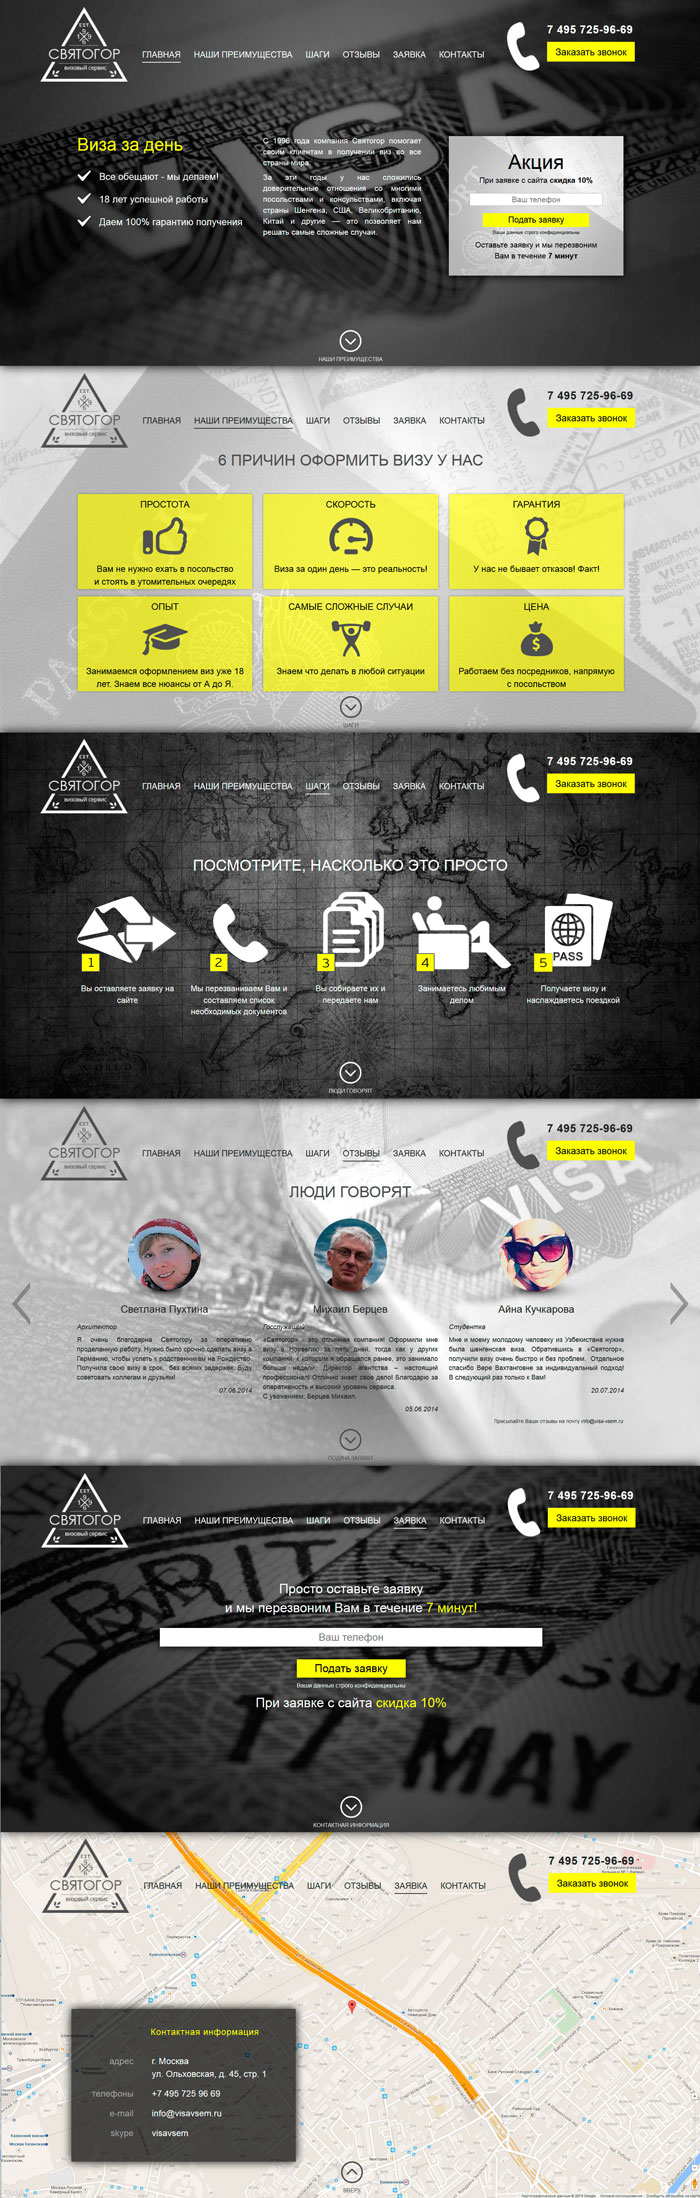 EST
1996
СВЯТОГОР
визовый сервис
ГЛАВНАЯ НАШИ ПРЕИМУЩЕСТВА ШАГИ ОТЗЫВЫ ЗАЯВКА КОНТАКТЫ
7 495 725-96-69
Заказать звонок
VISA
Виза за день
Все обещают - мы делаем!
18 лет успешной работы
Даем 100% гарантию получения
С 1996 года компания Святогор помогает
своим клиентам в получении виз во все
страны мира.
За эти годы у нас сложились
доверительные отношения со многими
посольствами и консульствами, включая
страны Шенгена, США, Великобританию,
Китай и другие — это позволяет нам
решать самые сложные случаи.
Акция
При заявке с сайта скидка 10%
Ваш телефон
Подать заявку
Ваши данные строго конфиденциальны
Оставьте заявку и мы перезвоним
Вам в течение 7 минут
НАШИ ПРЕИМУЩЕСТВА
EST
1996
СВЯТОГОР
визовый сервис
ГЛАВНАЯ НАШИ ПРЕИМУЩЕСТВА ШАГИ ОТЗЫВЫ ЗАЯВКА КОНТАКТЫ
7 495 725-96-69
Заказать звонок
6 ПРИЧИН ОФОРМИТЬ ВИЗУ У НАС
ПРОСТОТА
Вам не нужно ехать в посольство
и стоять в утомительных очередях
СКОРОСТЬ
Виза за один день — это реальность!
ГАРАНТИЯ
У нас не бывает отказов! Факт!
ОПЫТ
Занимаемся оформлением виз уже 18
лет. Знаем все нюансы от А до Я.
САМЫЕ СЛОЖНЫЕ СЛУЧАИ
Знаем что делать в любой ситуации
ЦЕНА
$
Работаем без посредников, напрямую
с посольством
PASSPORT
ШАГИ
EST
1996
СВЯТОГОР
визовый сервис
ГЛАВНАЯ НАШИ ПРЕИМУЩЕСТВА ШАГИ ОТЗЫВЫ ЗАЯВКА КОНТАКТЫ
7 495 725-96-69
Заказать звонок
ПОСМОТРИТЕ, НАСКОЛЬКО ЭТО ПРОСТО
1
Вы оставляете заявку на
сайте
2
Мы перезваниваем Вам и
составляем список
необходимых документов
3
Вы собираете их и
передаете нам
4
Занимаетесь любимым
делом
PASS
5
Получаете визу и
наслаждаетесь поездкой
ЛЮДИ ГОВОРЯТ
EST
1996
СВЯТОГОР
визовый сервис
ГЛАВНАЯ НАШИ ПРЕИМУЩЕСТВА ШАГИ ОТЗЫВЫ ЗАЯВКА КОНТАКТЫ
7 495 725-96-69
Заказать звонок
VISA
ЛЮДИ ГОВОРЯТ
Светлана Пухтина
Архитектор
Я очень благодарна Святогору за оперативно
проделанную работу. Нужно было срочно сделать визу в
Германию, чтобы успеть к родственникам на Рождество.
Получила свою визу в срок, без всяких задержек. Буду
советовать коллегам и друзьям!
07.06.2014
Михаил Берцев
Госслужащий
«Святогор» - это отличная компания! Оформили мне
визу в Норвегию за пять дней, тогда как у других
компаний, к которым я обращался ранее, это занимало
больше недели. Директор агентства – настоящий
профессионал! Отлично знает свое дело! Благодарю за
оперативность и высокий уровень сервиса.
С уважением, Берцев Михаил.
05.06.2014
Айна Кучкарова
Студентка
Мне и моему молодому человеку из Узбекистана нужна
была шенгенская виза. Обратившись в «Святогор»,
получили визу очень быстро и без проблем. Отдельное
спасибо Вере Вахтанговне за индивидуальный подход!
В следующий раз только к Вам!
20.07.2014
Присылайте Ваши отзывы на почту info@visa-vsem.ru
ПОДАЧА ЗАЯВКИ
EST
1996
СВЯТОГОР
визовый сервис
ГЛАВНАЯ НАШИ ПРЕИМУЩЕСТВА ШАГИ ОТЗЫВЫ ЗАЯВКА КОНТАКТЫ
7 495 725-96-69
Заказать звонок
BRITISH
Просто оставьте заявку
и мы перезвоним Вам в течение 7 минут!
Ваш телефон
Подать заявку
Ваши данные строго конфиденциальны
При заявке с сайта скидка 10%
17 MAY
КОНТАКТНАЯ ИНФОРМАЦИЯ
EST
1996
СВЯТОГОР
визовый сервис
ГЛАВНАЯ НАШИ ПРЕИМУЩЕСТВА ШАГИ ОТЗЫВЫ ЗАЯВКА КОНТАКТЫ
7 495 725-96-69
Заказать звонок
Контактная информация
адрес г. Москва
ул. Ольховская, д. 45, стр. 1
телефоны +7 495 725 96 69
e-mail info@visavsem.ru
skype visavsem
ВВЕРХ